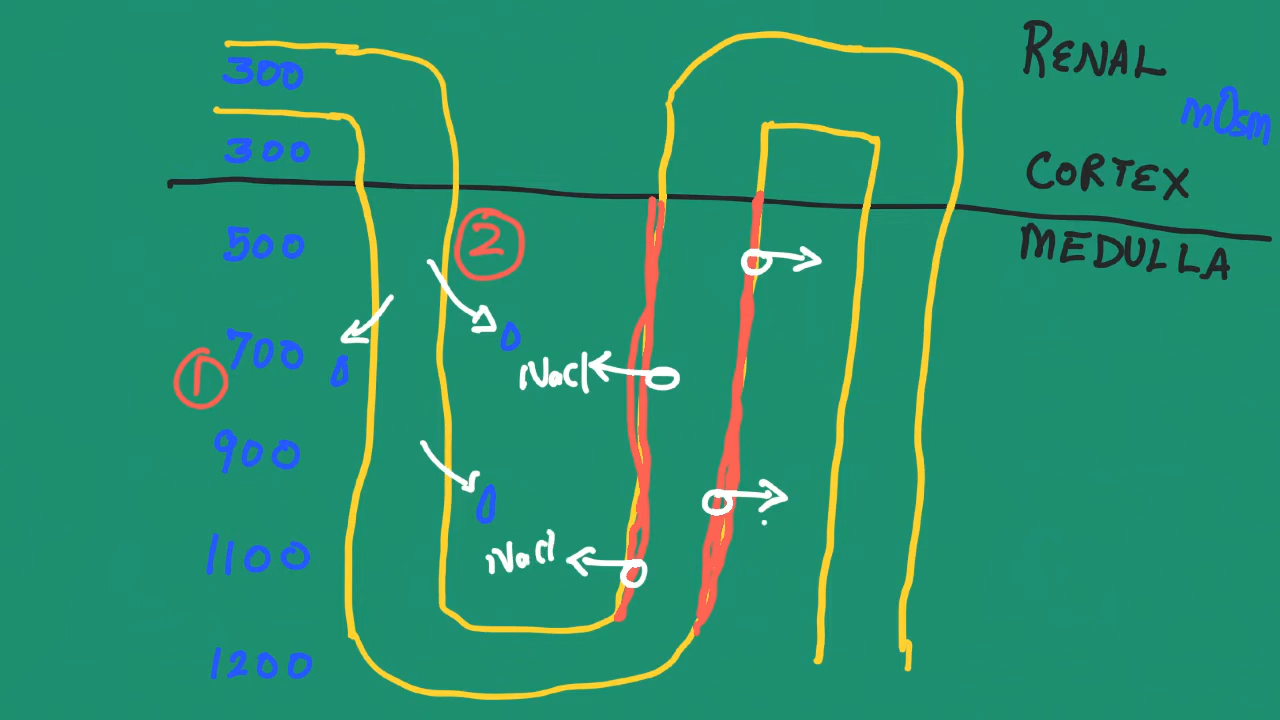 300
300
500
700
900
1100
1200
①
②
NaCl
NaCl
RENAL
mOsm
CORTEX
MEDULLA